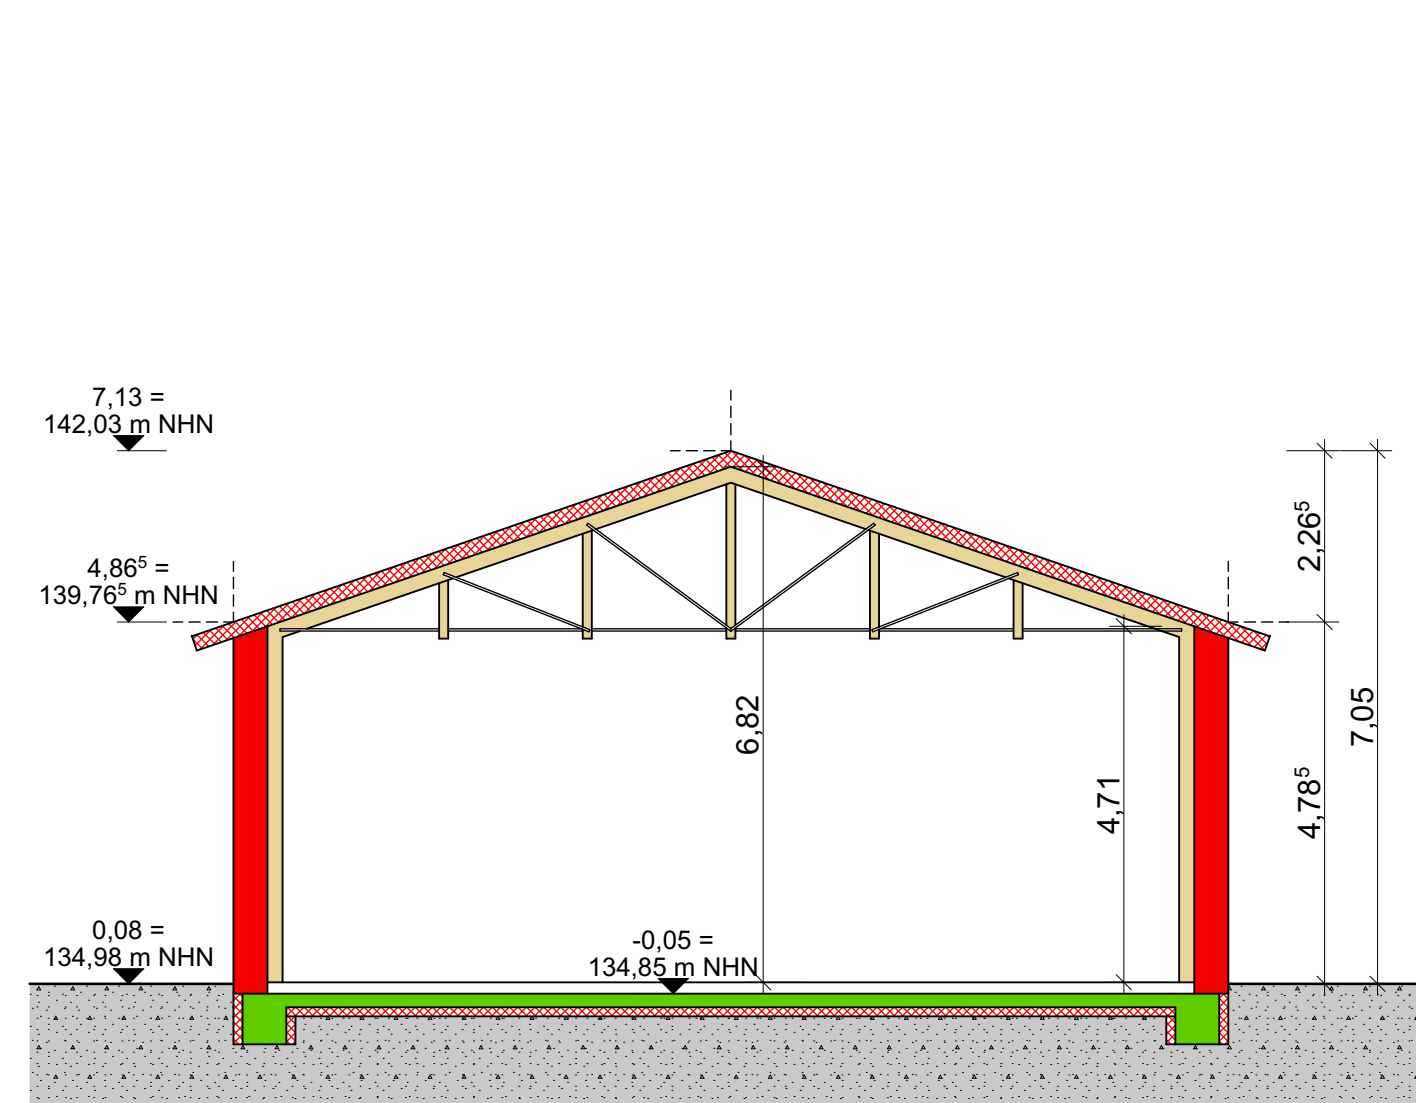 7,13 =
142,03 m NHN
4,86⁵ =
139,76⁵ m NHN
2,26⁵
6,82
7,05
4,71
4,78⁵
0,08 =
134,98 m NHN
-0,05 =
134,85 m NHN